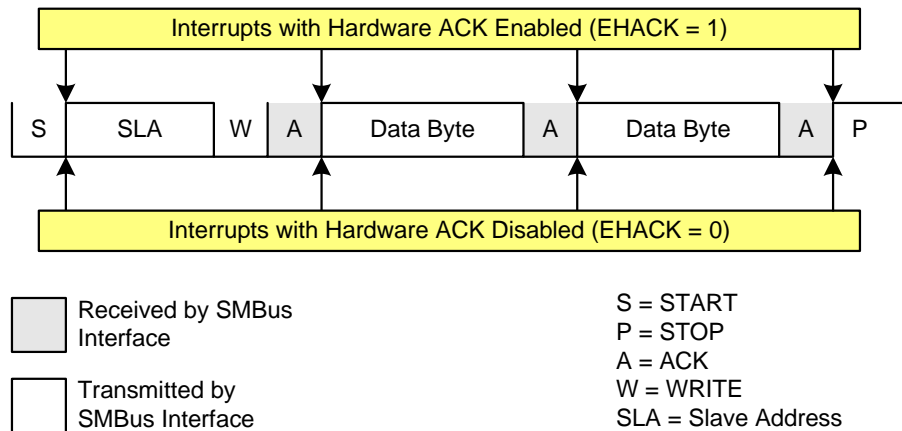 Interrupts with Hardware ACK Enabled (EHACK = 1)
S SLA W A Data Byte A Data Byte A P
Interrupts with Hardware ACK Disabled (EHACK = 0)
Received by SMBus
Interface
Transmitted by
SMBus Interface
S = START
P = STOP
A = ACK
W = WRITE
SLA = Slave Address